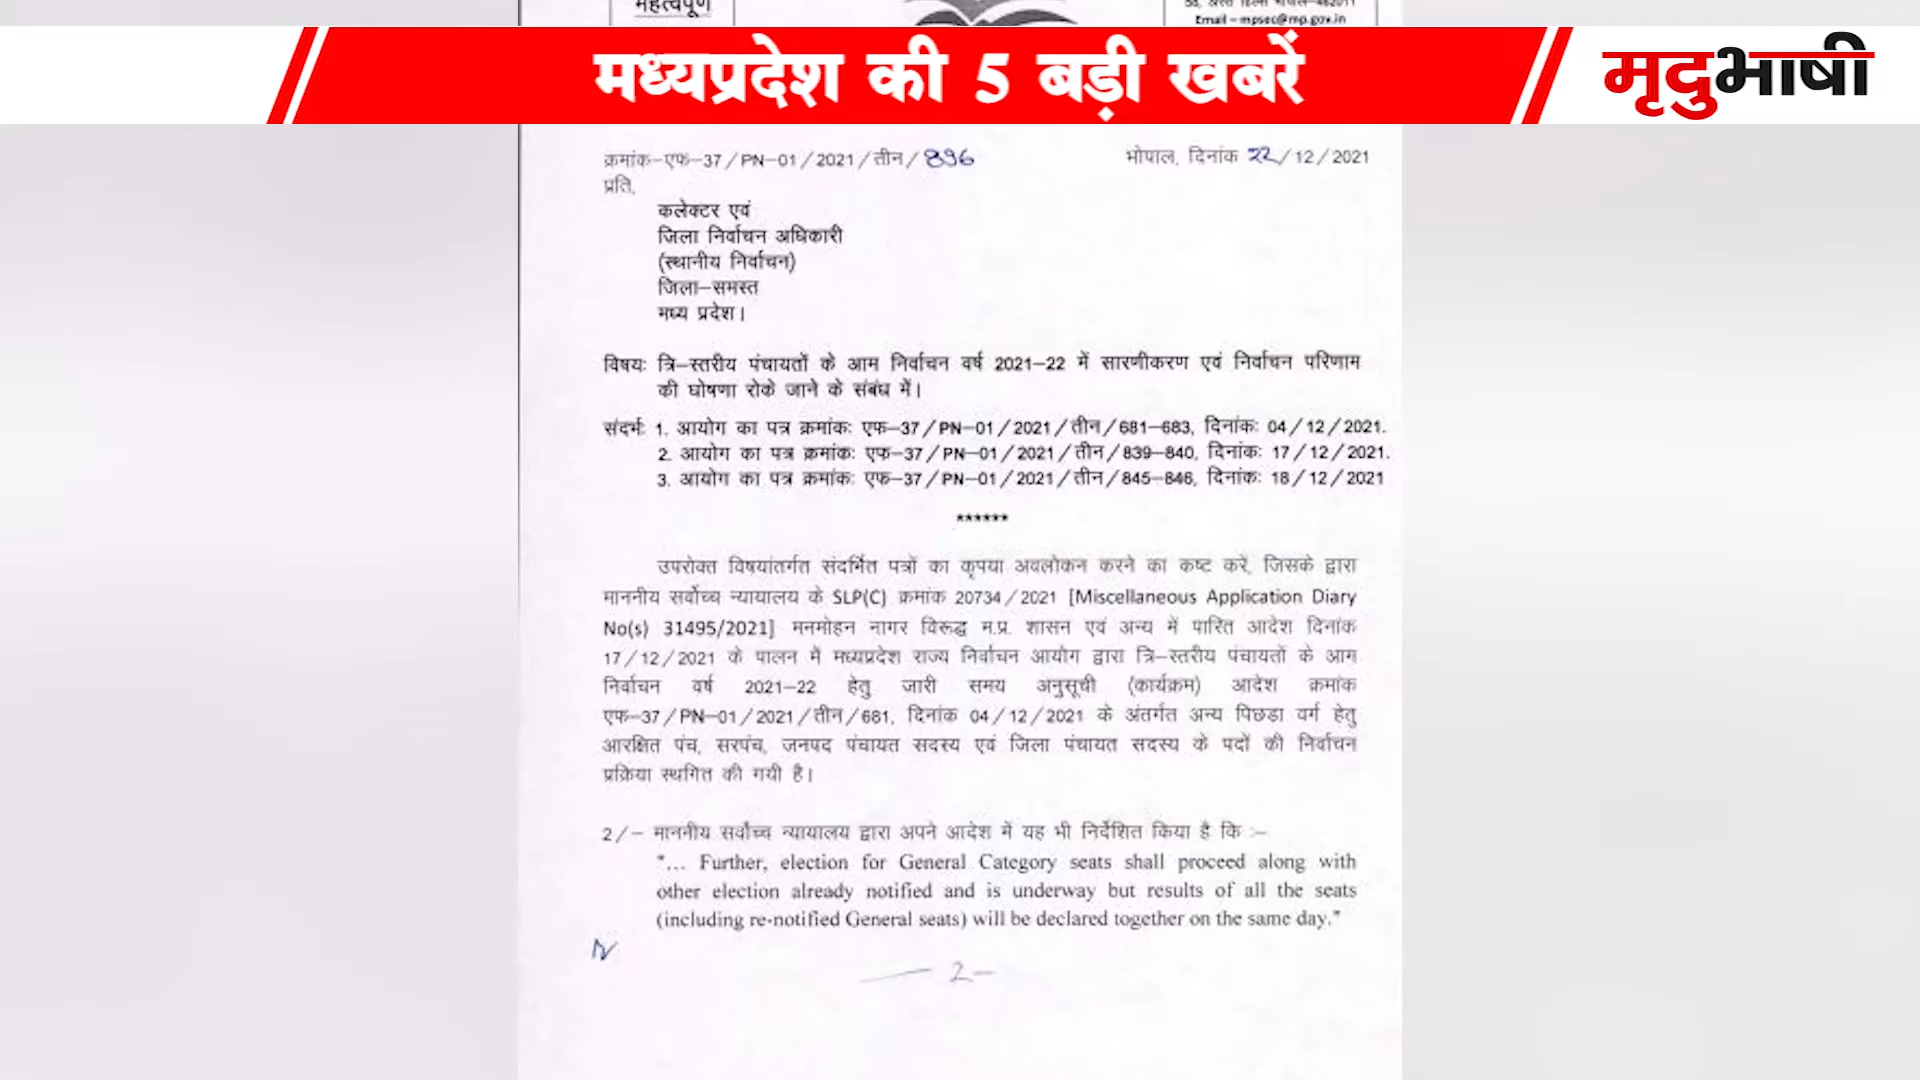 महत्वपूर्ण
Email – mpsec@mp.gov.in
मध्यप्रदेश की 5 बड़ी खबरें
मृदुभाषी
क्रमांक–एफ–37/PN–01/2021/तीन/896
भोपाल, दिनांक 22/12/2021
प्रति,
कलेक्टर एवं
जिला निर्वाचन अधिकारी
(स्थानीय निर्वाचन)
जिला–समस्त
मध्य प्रदेश।
विषयः त्रि–स्तरीय पंचायतों के आम निर्वाचन वर्ष 2021–22 में सारणीकरण एवं निर्वाचन परिणाम
की घोषणा रोके जाने के संबंध में।
संदर्भः 1. आयोग का पत्र क्रमांकः एफ–37/PN–01/2021/तीन/681–683, दिनांकः 04/12/2021.
2. आयोग का पत्र क्रमांकः एफ–37/PN–01/2021/तीन/839–840, दिनांकः 17/12/2021.
3. आयोग का पत्र क्रमांकः एफ–37/PN–01/2021/तीन/845–846, दिनांकः 18/12/2021
******
उपरोक्त विषयांतर्गत संदर्भित पत्रों का कृपया अवलोकन करने का कष्ट करें, जिसके द्वारा
माननीय सर्वोच्च न्यायालय के SLP(C) क्रमांक 20734/2021 [Miscellaneous Application Diary
No(s) 31495/2021] मनमोहन नागर विरूद्ध म.प्र. शासन एवं अन्य में पारित आदेश दिनांक
17/12/2021 के पालन में मध्यप्रदेश राज्य निर्वाचन आयोग द्वारा त्रि–स्तरीय पंचायतों के आम
निर्वाचन वर्ष 2021–22 हेतु जारी समय अनुसूची (कार्यक्रम) आदेश क्रमांक
एफ–37/PN–01/2021/तीन/681, दिनांक 04/12/2021 के अंतर्गत अन्य पिछडा वर्ग हेतु
आरक्षित पंच, सरपंच, जनपद पंचायत सदस्य एवं जिला पंचायत सदस्य के पदों की निर्वाचन
प्रक्रिया स्थगित की गयी है।
2/– माननीय सर्वोच्च न्यायालय द्वारा अपने आदेश में यह भी निर्देशित किया है कि :–
"... Further, election for General Category seats shall proceed along with
other election already notified and is underway but results of all the seats
(including re-notified General seats) will be declared together on the same day."
— 2 –